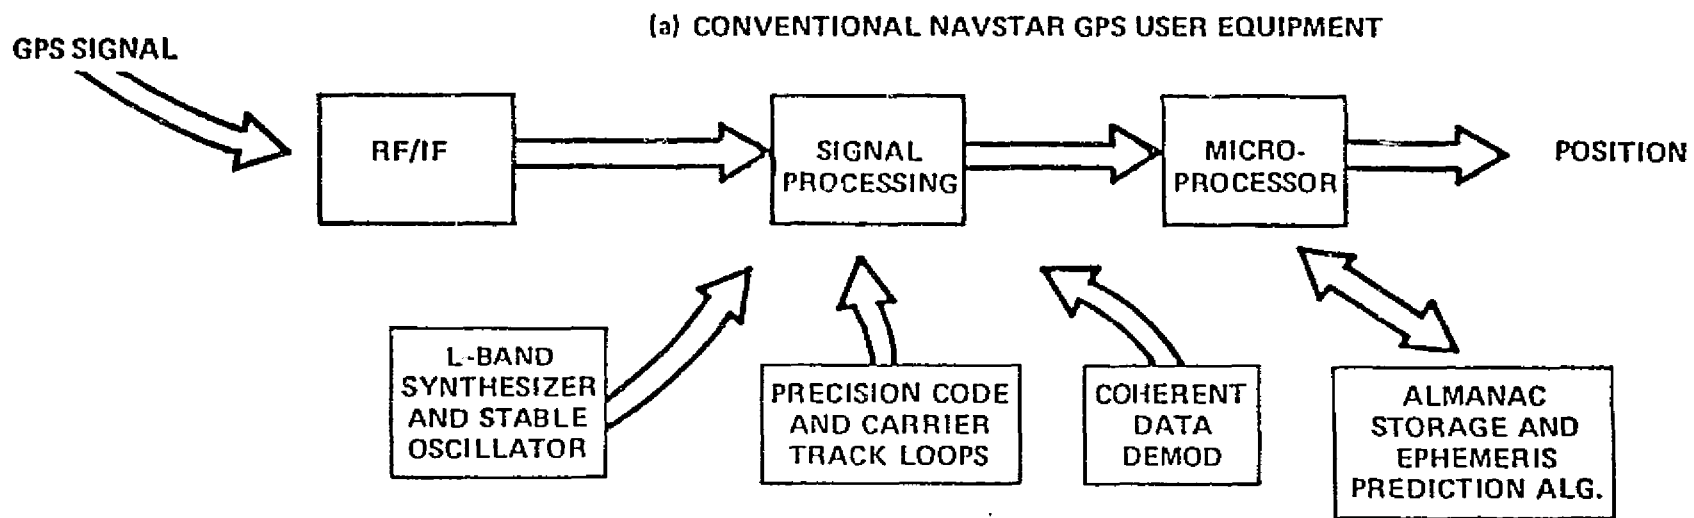 (a) CONVENTIONAL NAVSTAR GPS USER EQUIPMENT
GPS SIGNAL
RF/IF
SIGNAL
PROCESSING
MICRO-
PROCESSOR
POSITION
L-BAND
SYNTHESIZER
AND STABLE
OSCILLATOR
PRECISION CODE
AND CARRIER
TRACK LOOPS
COHERENT
DATA
DEMOD
ALMANAC
STORAGE AND
EPHEMERIS
PREDICTION ALG.